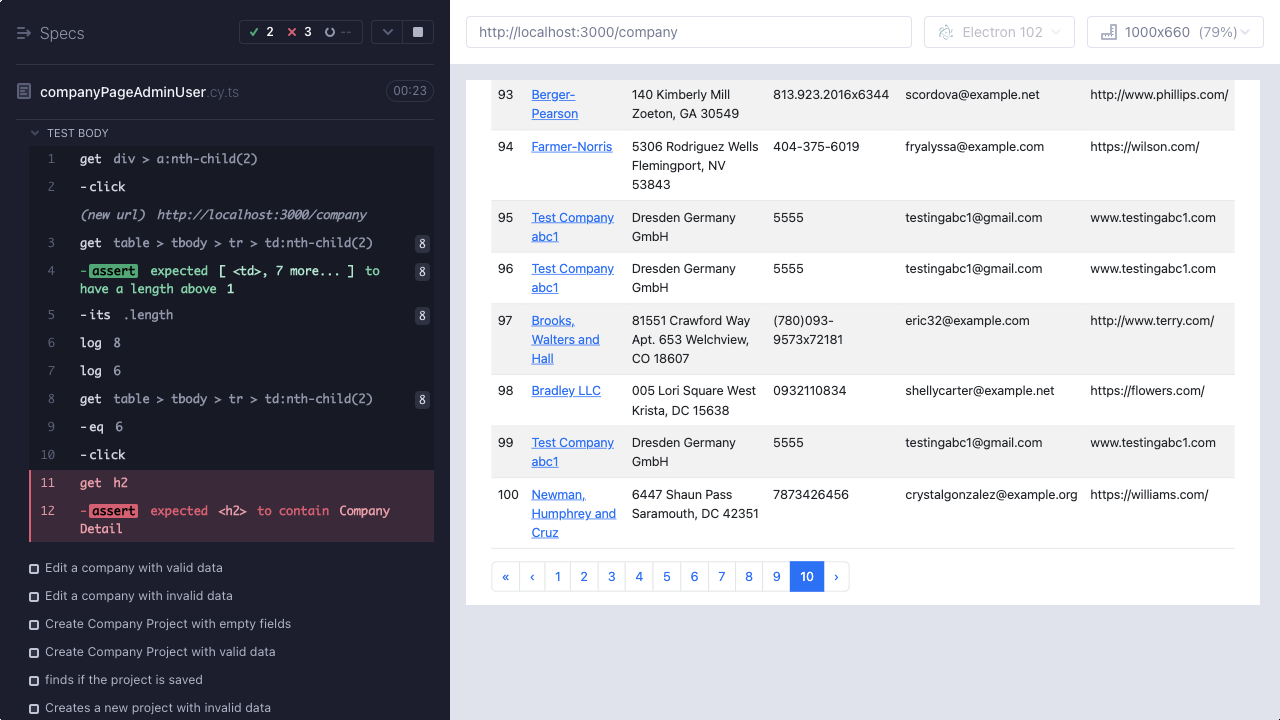 Specs
2
3
--
companyPageAdminUser.cy.ts
00:23
TEST BODY
1 get div > a:nth-child(2)
2 -click
(new url) http://localhost:3000/company
3 get table > tbody > tr > td:nth-child(2) 8
4 -assert expected [ <td>, 7 more... ] to 8
have a length above 1
5 -its .length 8
6 log 8
7 log 6
8 get table > tbody > tr > td:nth-child(2) 8
9 -eq 6
10 -click
11 get h2
12 -assert expected <h2> to contain Company
Detail
Edit a company with valid data
Edit a company with invalid data
Create Company Project with empty fields
Create Company Project with valid data
finds if the project is saved
Creates a new project with invalid data
http://localhost:3000/company
Electron 102
1000x660 (79%)
93 Berger- 140 Kimberly Mill 813.923.2016x6344 scordova@example.net http://www.phillips.com/
Pearson Zoeton, GA 30549
94 Farmer-Norris 5306 Rodriguez Wells 404-375-6019 fryalyssa@example.com https://wilson.com/
Flemingport, NV
53843
95 Test Company Dresden Germany 5555 testingabc1@gmail.com www.testingabc1.com
abc1 GmbH
96 Test Company Dresden Germany 5555 testingabc1@gmail.com www.testingabc1.com
abc1 GmbH
97 Brooks, 81551 Crawford Way (780)093- eric32@example.com http://www.terry.com/
Walters and Apt. 653 Welchview, 9573x72181
Hall CO 18607
98 Bradley LLC 005 Lori Square West 0932110834 shellycarter@example.net https://flowers.com/
Krista, DC 15638
99 Test Company Dresden Germany 5555 testingabc1@gmail.com www.testingabc1.com
abc1 GmbH
100 Newman, 6447 Shaun Pass 7873426456 crystalgonzalez@example.org https://williams.com/
Humphrey and Saramouth, DC 42351
Cruz
« ‹ 1 2 3 4 5 6 7 8 9 10 ›